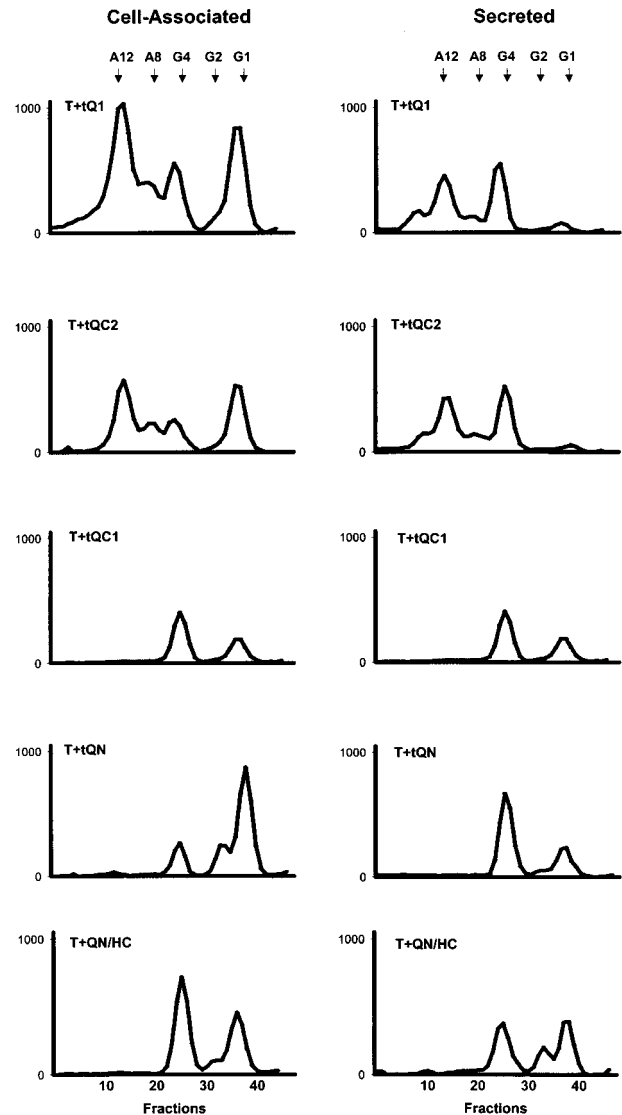 Cell-Associated Secreted
A12 A8 G4 G2 G1 A12 A8 G4 G2 G1
T+tQ1 T+tQ1
1000 1000
0 0
T+tQC2 T+tQC2
1000 1000
0 0
T+tQC1 T+tQC1
1000 1000
0 0
T+tQN T+tQN
1000 1000
0 0
T+QN/HC T+QN/HC
1000 1000
0 0
10 20 30 40 10 20 30 40
Fractions Fractions